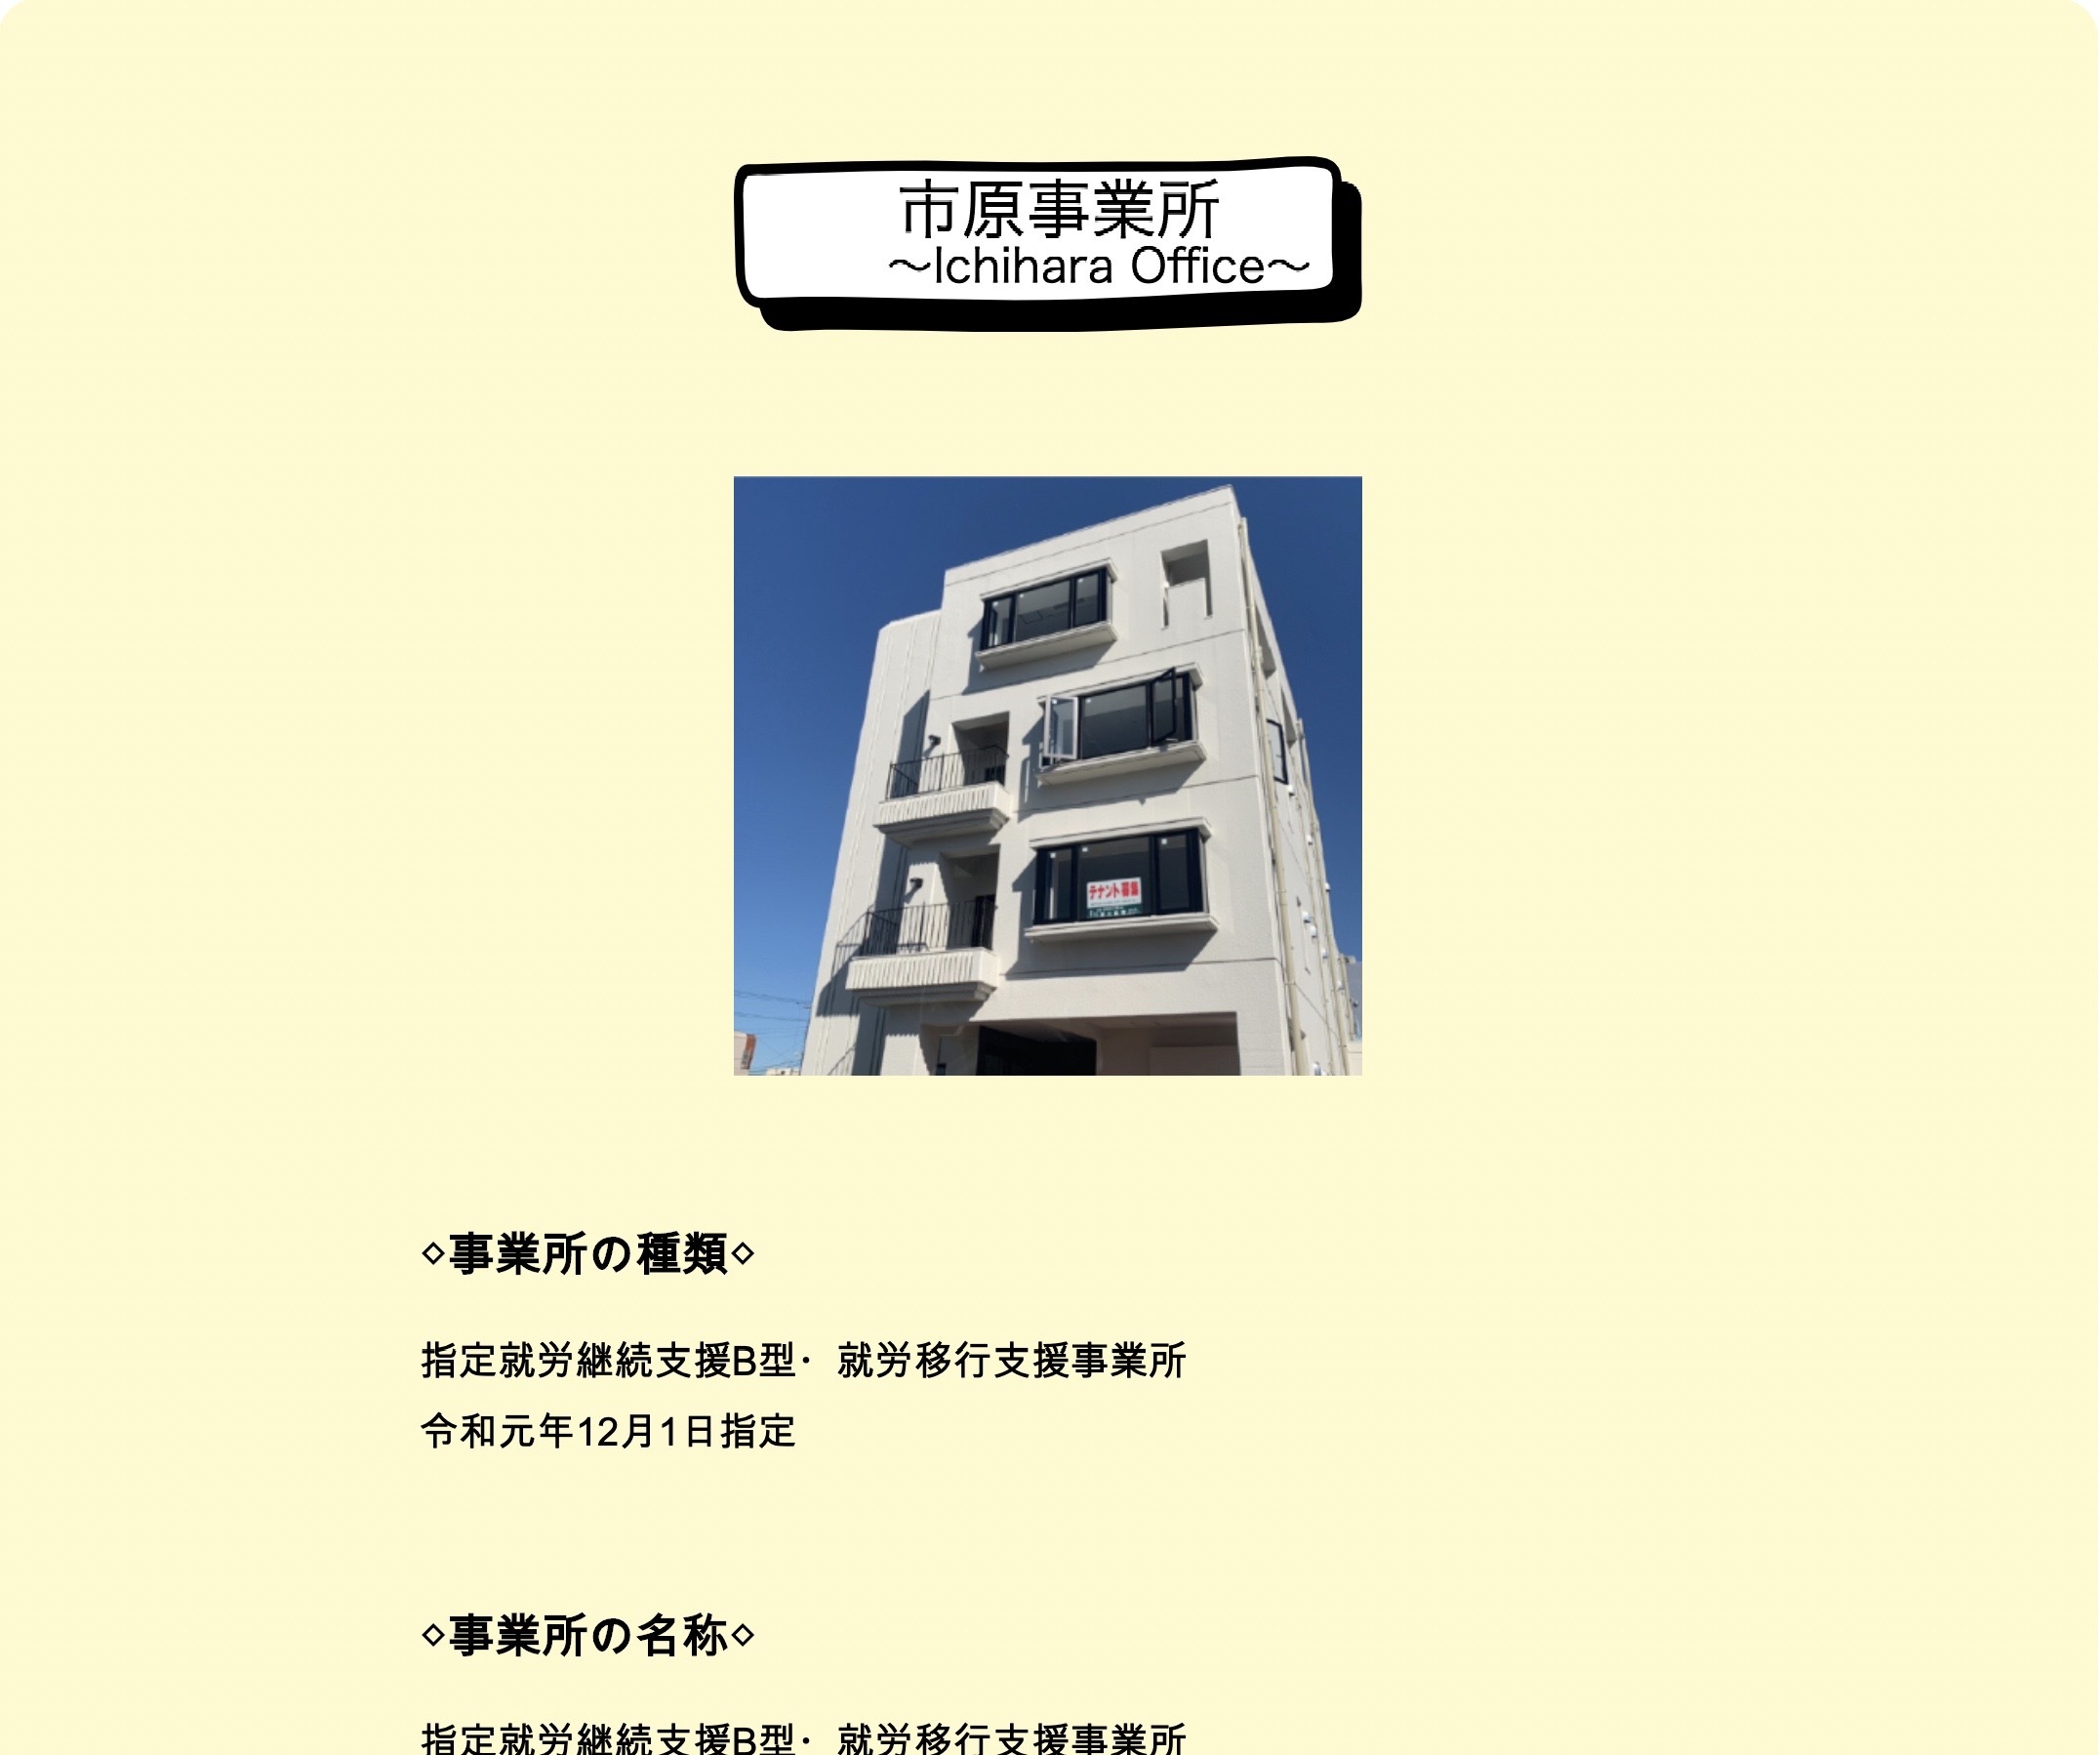 市原事業所
～Ichihara Office～
テナント募集
◇事業所の種類◇
指定就労継続支援B型・就労移行支援事業所
令和元年12月1日指定
◇事業所の名称◇
指定就労継続支援B型・就労移行支援事業所